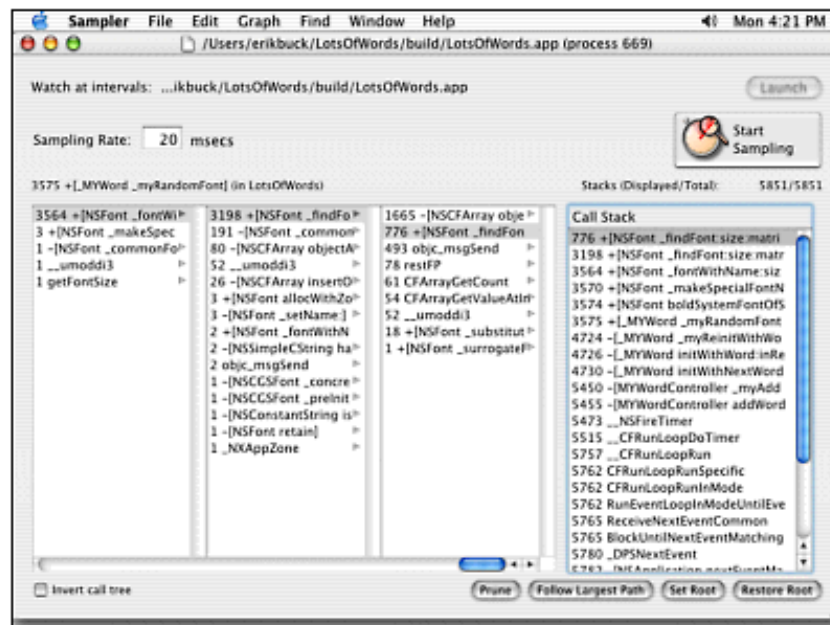 Sampler File Edit Graph Find Window Help Mon 4:21 PM
/Users/erikbuck/LotsOfWords/build/LotsOfWords.app (process 669)
Watch at intervals: ...ikbuck/LotsOfWords/build/LotsOfWords.app
Launch
Sampling Rate: 20 msecs
Start
Sampling
3575 +[_MYWord _myRandomFont] (in LotsOfWords)
Stacks (Displayed/Total): 5851/5851
3564 +[NSFont _fontWi
3 +[NSFont _makeSpec
1 -[NSFont _commonFo
1 __umoddi3
1 getFontSize
3198 +[NSFont _findFo
191 -[NSFont _common
80 -[NSCFArray objectA
52 __umoddi3
26 -[NSCFArray insertO
3 +[NSFont allocWithZo
3 -[NSFont _setName:]
2 +[NSFont _fontWithN
2 -[NSSimpleCString ha
2 objc_msgSend
1 -[NSCGSFont _concre
1 -[NSCGSFont _preInit
1 -[NSConstantString is
1 -[NSFont retain]
1 _NXAppZone
1665 -[NSCFArray obje
776 +[NSFont _findFon
493 objc_msgSend
78 restFP
61 CFArrayGetCount
54 CFArrayGetValueAtIn
52 __umoddi3
18 +[NSFont _substitut
1 +[NSFont _surrogateF
Call Stack
776 +[NSFont _findFont:size:matri
3198 +[NSFont _findFont:size:matr
3564 +[NSFont _fontWithName:siz
3570 +[NSFont _makeSpecialFontN
3574 +[NSFont boldSystemFontOfS
3575 +[_MYWord _myRandomFont
4724 -[_MYWord _myReinitWithWo
4726 -[_MYWord initWithWord:inRe
4730 -[_MYWord initWithNextWord
5450 -[MYWordController _myAdd
5455 -[MYWordController addWord
5473 __NSFireTimer
5515 __CFRunLoopDoTimer
5757 __CFRunLoopRun
5762 CFRunLoopRunSpecific
5762 CFRunLoopRunInMode
5762 RunEventLoopInModeUntilEve
5765 ReceiveNextEventCommon
5765 BlockUntilNextEventMatching
5780 _DPSNextEvent
Invert call tree
Prune Follow Largest Path Set Root Restore Root